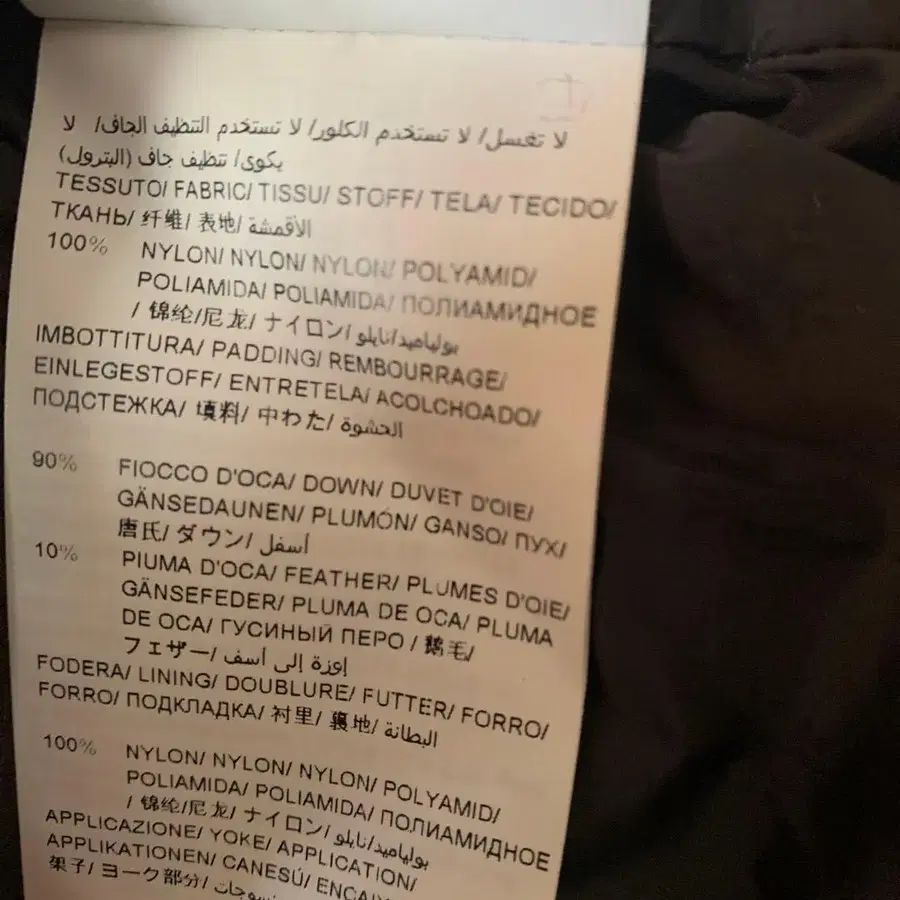 لا تغسل/ لا تستخدم الكلور/ لا تستخدم التنظيف الجاف/ لا
يكوى/ تنظيف جاف (البترول)
TESSUTO/ FABRIC/ TISSU/ STOFF/ TELA/ TECIDO/
ТКАНЬ/ 纤维/ 表地/ الأقمشة
100% NYLON/ NYLON/ NYLON/ POLYAMID/
POLIAMIDA/ POLIAMIDA/ ПОЛИАМИДНОЕ
/ 锦纶/尼龙/ ナイロン/ بولياميد/نايلو
IMBOTTITURA/ PADDING/ REMBOURRAGE/
EINLEGESTOFF/ ENTRETELA/ ACOLCHOADO/
ПОДСТЕЖКА/ 填料/ 中わた/ الحشوة
90% FIOCCO D'OCA/ DOWN/ DUVET D'OIE/
GÄNSEDAUNEN/ PLUMÓN/ GANSO/ ПУХ/
唐氏/ ダウン/ أسفل
10% PIUMA D'OCA/ FEATHER/ PLUMES D'OIE/
GÄNSEFEDER/ PLUMA DE OCA/ PLUMA
DE OCA/ ГУСИНЫЙ ПЕРО / 鹅毛/
フェザー/ إوزة إلى أسف
FODERA/ LINING/ DOUBLURE/ FUTTER/ FORRO/
FORRO/ ПОДКЛАДКА/ 衬里/ 裏地/ البطانة
100% NYLON/ NYLON/ NYLON/ POLYAMID/
POLIAMIDA/ POLIAMIDA/ ПОЛИАМИДНОЕ
/ 锦纶/尼龙/ ナイロン/ بولياميد/نايلو
APPLICAZIONE/ YOKE/ APPLICATION/
APPLIKATIONEN/ CANESÚ/
架子/ ヨーク部分/